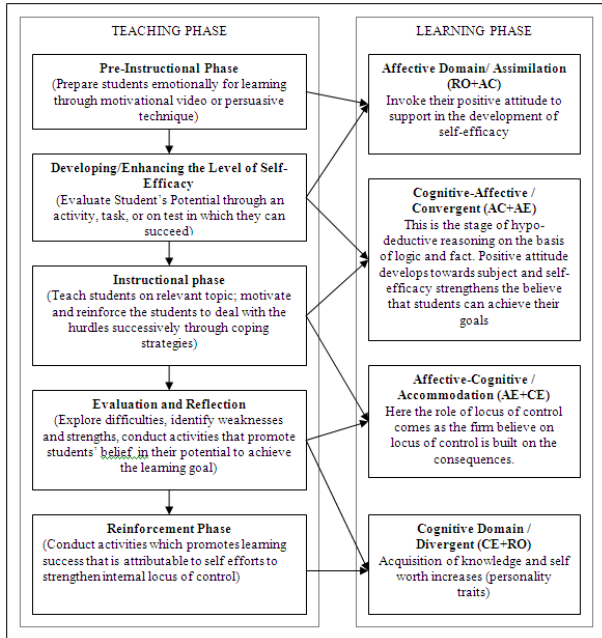 TEACHING PHASE
Pre-Instructional Phase
(Prepare students emotionally for learning
through motivational video or persuasive
technique)
Developing/Enhancing the Level of Self-
Efficacy
(Evaluate Student’s Potential through an
activity, task, or on test in which they can
succeed)
Instructional phase
(Teach students on relevant topic; motivate
and reinforce the students to deal with the
hurdles successively through coping
strategies)
Evaluation and Reflection
(Explore difficulties, identify weaknesses
and strengths, conduct activities that promote
students’ belief in their potential to achieve
the learning goal)
Reinforcement Phase
(Conduct activities which promotes learning
success that is attributable to self efforts to
strengthen internal locus of control)
LEARNING PHASE
Affective Domain/ Assimilation
(RO+AC)
Invoke their positive attitude to
support in the development of
self-efficacy
Cognitive-Affective /
Convergent (AC+AE)
This is the stage of hypo-
deductive reasoning on the basis
of logic and fact. Positive attitude
develops towards subject and self-
efficacy strengthens the believe
that students can achieve their
goals
Affective-Cognitive /
Accommodation (AE+CE)
Here the role of locus of control
comes as the firm believe on
locus of control is built on the
consequences.
Cognitive Domain /
Divergent (CE+RO)
Acquisition of knowledge and self
worth increases (personality
traits)